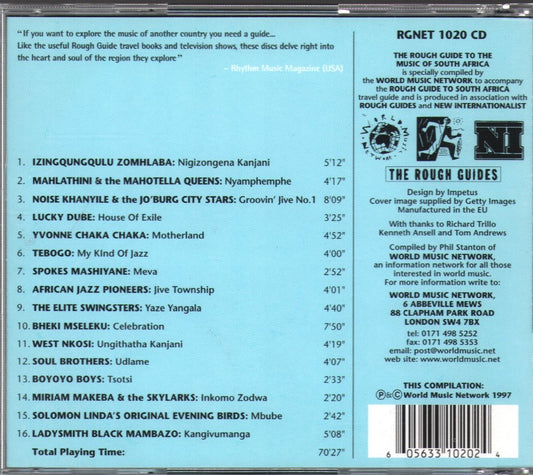 "If you want to explore the music of another country you need a guide...
Like the useful Rough Guide travel books and television shows, these discs delve right into
the heart and soul of the region they explore"
– Rhythm Music Magazine (USA)
1. IZINGQUNGQULU ZOMHLABA: Nigizongena Kanjani 5'12"
2. MAHLATHINI & the MAHOTELLA QUEENS: Nyamphemphe 4'17"
3. NOISE KHANYILE & the JO'BURG CITY STARS: Groovin' Jive No.1 8'09"
4. LUCKY DUBE: House Of Exile 3'25"
5. YVONNE CHAKA CHAKA: Motherland 4'52"
6. TEBOGO: My Kind Of Jazz 4'00"
7. SPOKES MASHIYANE: Meva 2'52"
8. AFRICAN JAZZ PIONEERS: Jive Township 4'01"
9. THE ELITE SWINGSTERS: Yaze Yangala 4'40"
10. BHEKI MSELEKU: Celebration 7'50"
11. WEST NKOSI: Ungithatha Kanjani 4'19"
12. SOUL BROTHERS: Udlame 4'07"
13. BOYOYO BOYS: Tsotsi 2'33"
14. MIRIAM MAKEBA & the SKYLARKS: Inkomo Zodwa 2'20"
15. SOLOMON LINDA'S ORIGINAL EVENING BIRDS: Mbube 2'42"
16. LADYSMITH BLACK MAMBAZO: Kangivumanga 5'08"
Total Playing Time: 70'27"
RGNET 1020 CD
THE ROUGH GUIDE TO THE
MUSIC OF SOUTH AFRICA
is specially compiled
by the WORLD MUSIC NETWORK to accompany
the ROUGH GUIDE TO SOUTH AFRICA
travel guide and is produced in association with
ROUGH GUIDES and NEW INTERNATIONALIST
WORLD MUSIC NETWORK
NI
THE ROUGH GUIDES
Design by Impetus
Cover image supplied by Getty Images
Manufactured in the EU
With thanks to Richard Trillo
Kenneth Ansell and Tom Andrews
Compiled by Phil Stanton of
WORLD MUSIC NETWORK,
an information network for all those
interested in world music.
For more information write to:
WORLD MUSIC NETWORK,
6 ABBEVILLE MEWS
88 CLAPHAM PARK ROAD
LONDON SW4 7BX
tel: 0171 498 5252
fax: 0171 498 5353
email: post@worldmusic.net
web site: www.worldmusic.net
THIS COMPILATION:
Ⓟ&© World Music Network 1997
6 05633 10202 4